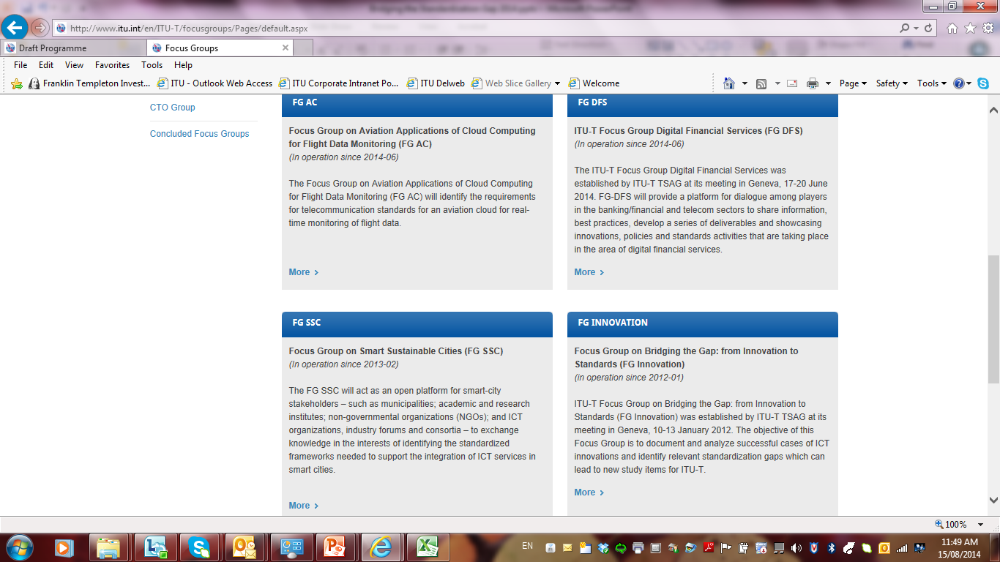 Bridging the Standardization Gap
Microsoft PowerPoint
http://www.itu.int/en/ITU-T/focusgroups/Pages/default.aspx
Draft Programme
Focus Groups
File Edit View Favorites Tools Help
Franklin Templeton Invest... ITU - Outlook Web Access ITU Corporate Intranet Po... ITU Delweb Web Slice Gallery Welcome
Page Safety Tools
CTO Group
Concluded Focus Groups
FG AC
Focus Group on Aviation Applications of Cloud Computing
for Flight Data Monitoring (FG AC)
(In operation since 2014-06)
The Focus Group on Aviation Applications of Cloud Computing
for Flight Data Monitoring (FG AC) will identify the requirements
for telecommunication standards for an aviation cloud for real-
time monitoring of flight data.
More
FG DFS
ITU-T Focus Group Digital Financial Services (FG DFS)
(In operation since 2014-06)
The ITU-T Focus Group Digital Financial Services was
established by ITU-T TSAG at its meeting in Geneva, 17-20 June
2014. FG-DFS will provide a platform for dialogue among players
in the banking/financial and telecom sectors to share information,
best practices, develop a series of deliverables and showcasing
innovations, policies and standards activities that are taking place
in the area of digital financial services.
More
FG SSC
Focus Group on Smart Sustainable Cities (FG SSC)
(In operation since 2013-02)
The FG SSC will act as an open platform for smart-city
stakeholders – such as municipalities; academic and research
institutes; non-governmental organizations (NGOs); and ICT
organizations, industry forums and consortia – to exchange
knowledge in the interests of identifying the standardized
frameworks needed to support the integration of ICT services in
smart cities.
More
FG INNOVATION
Focus Group on Bridging the Gap: from Innovation to
Standards (FG Innovation)
(in operation since 2012-01)
ITU-T Focus Group on Bridging the Gap: from Innovation to
Standards (FG Innovation) was established by ITU-T TSAG at its
meeting in Geneva, 10-13 January 2012. The objective of this
Focus Group is to document and analyze successful cases of ICT
innovations and identify relevant standardization gaps which can
lead to new study items for ITU-T.
More
100%
EN
11:49 AM
15/08/2014